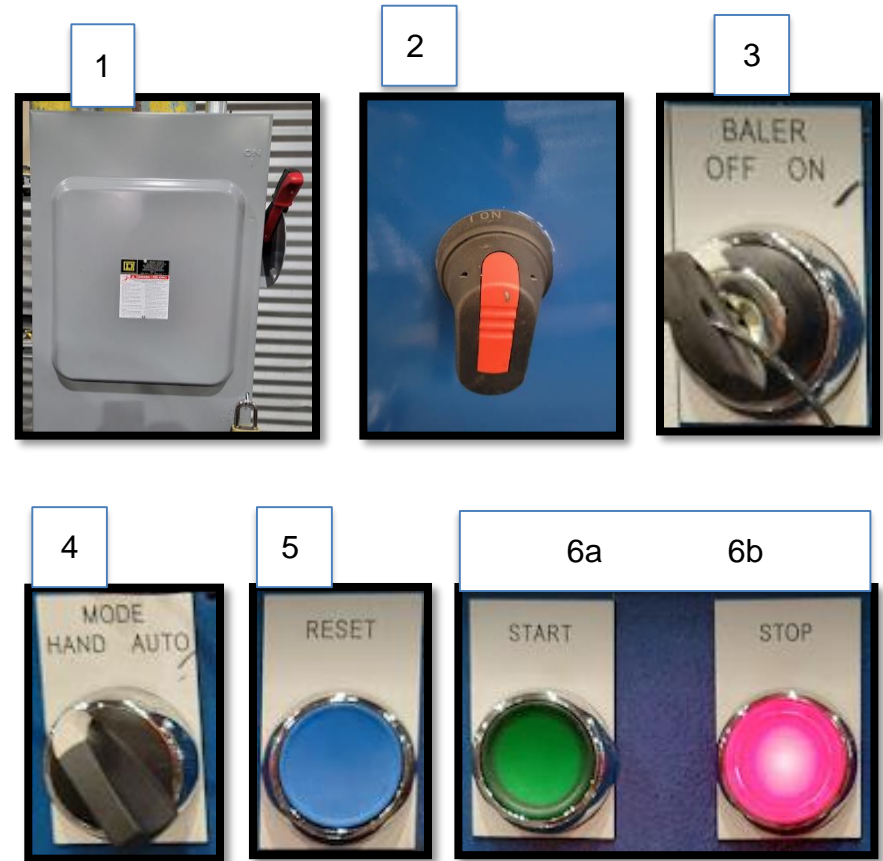 1
2
3
ON
I ON
BALER
OFF ON
4
5
6a 6b
MODE
HAND AUTO
RESET
START
STOP